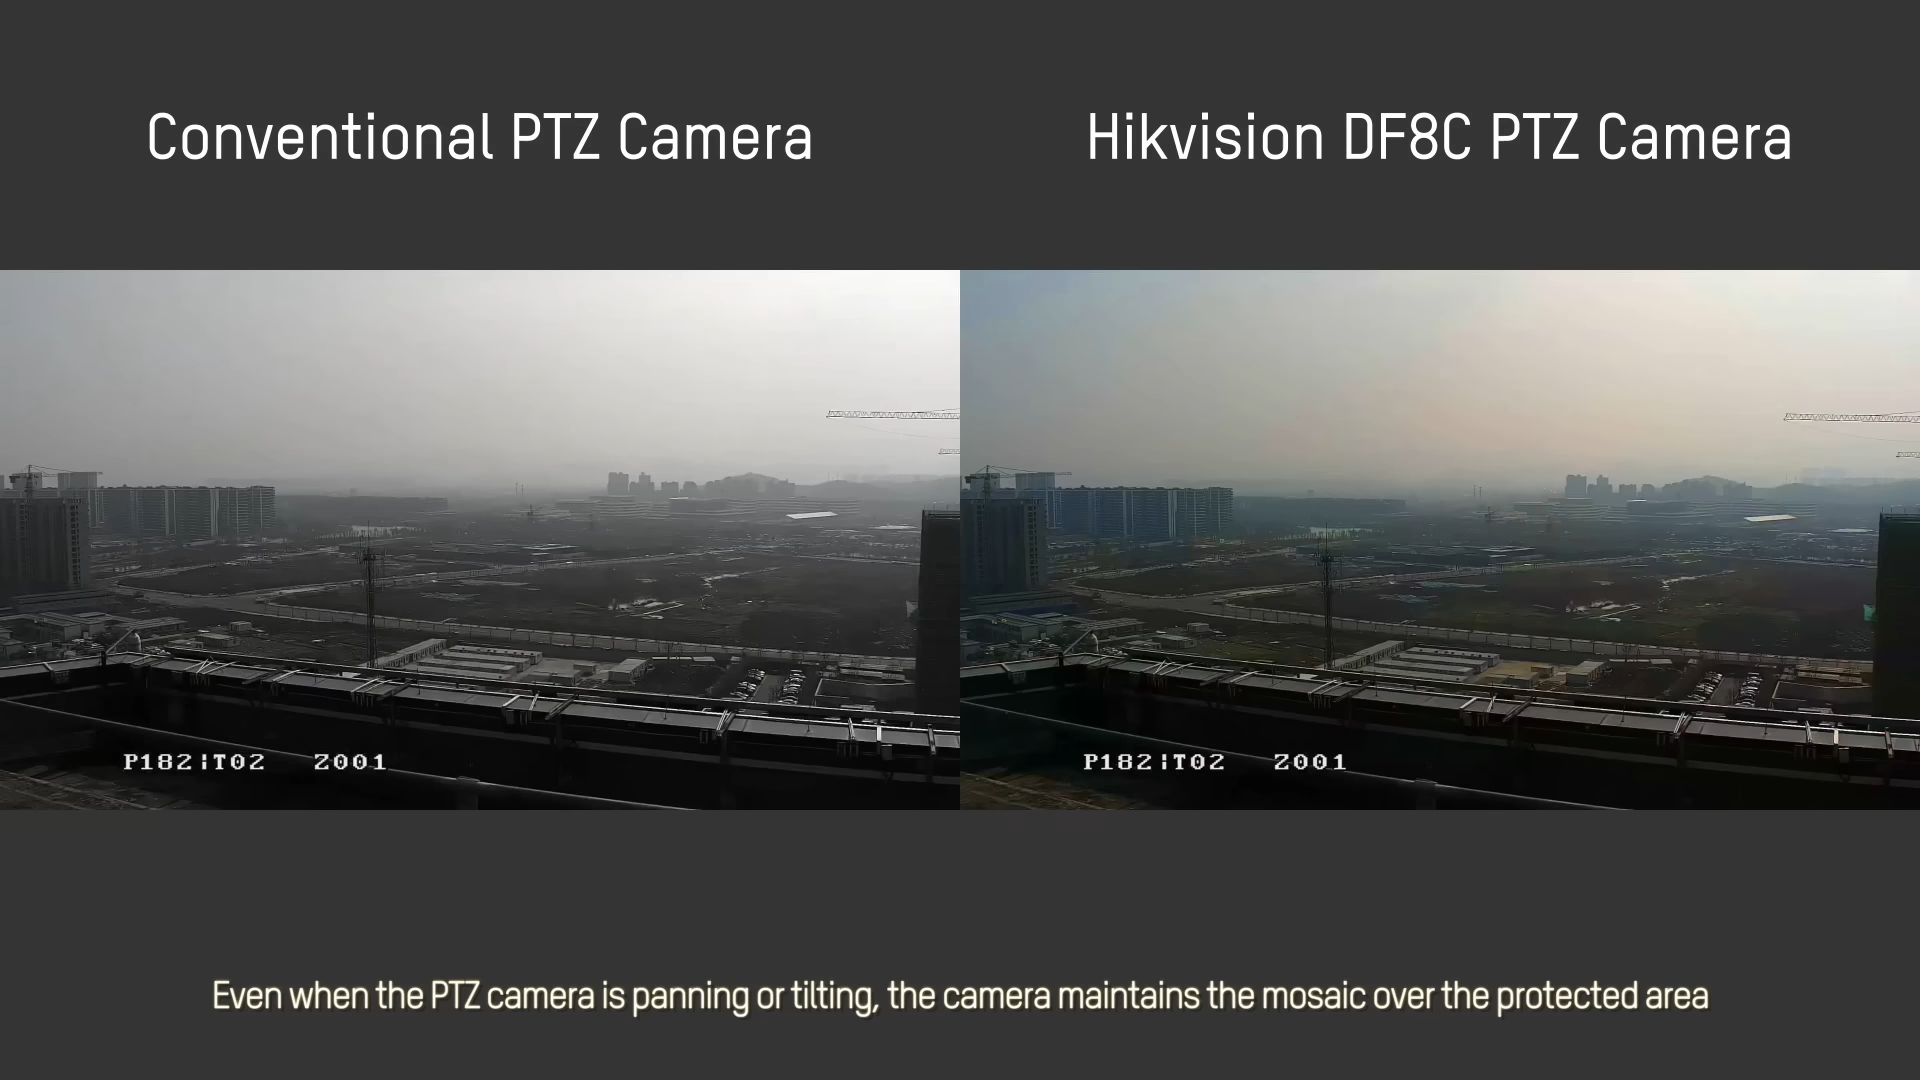 Conventional PTZ Camera
Hikvision DF8C PTZ Camera
P182|T02 Z001
P182|T02 Z001
Even when the PTZ camera is panning or tilting, the camera maintains the mosaic over the protected area